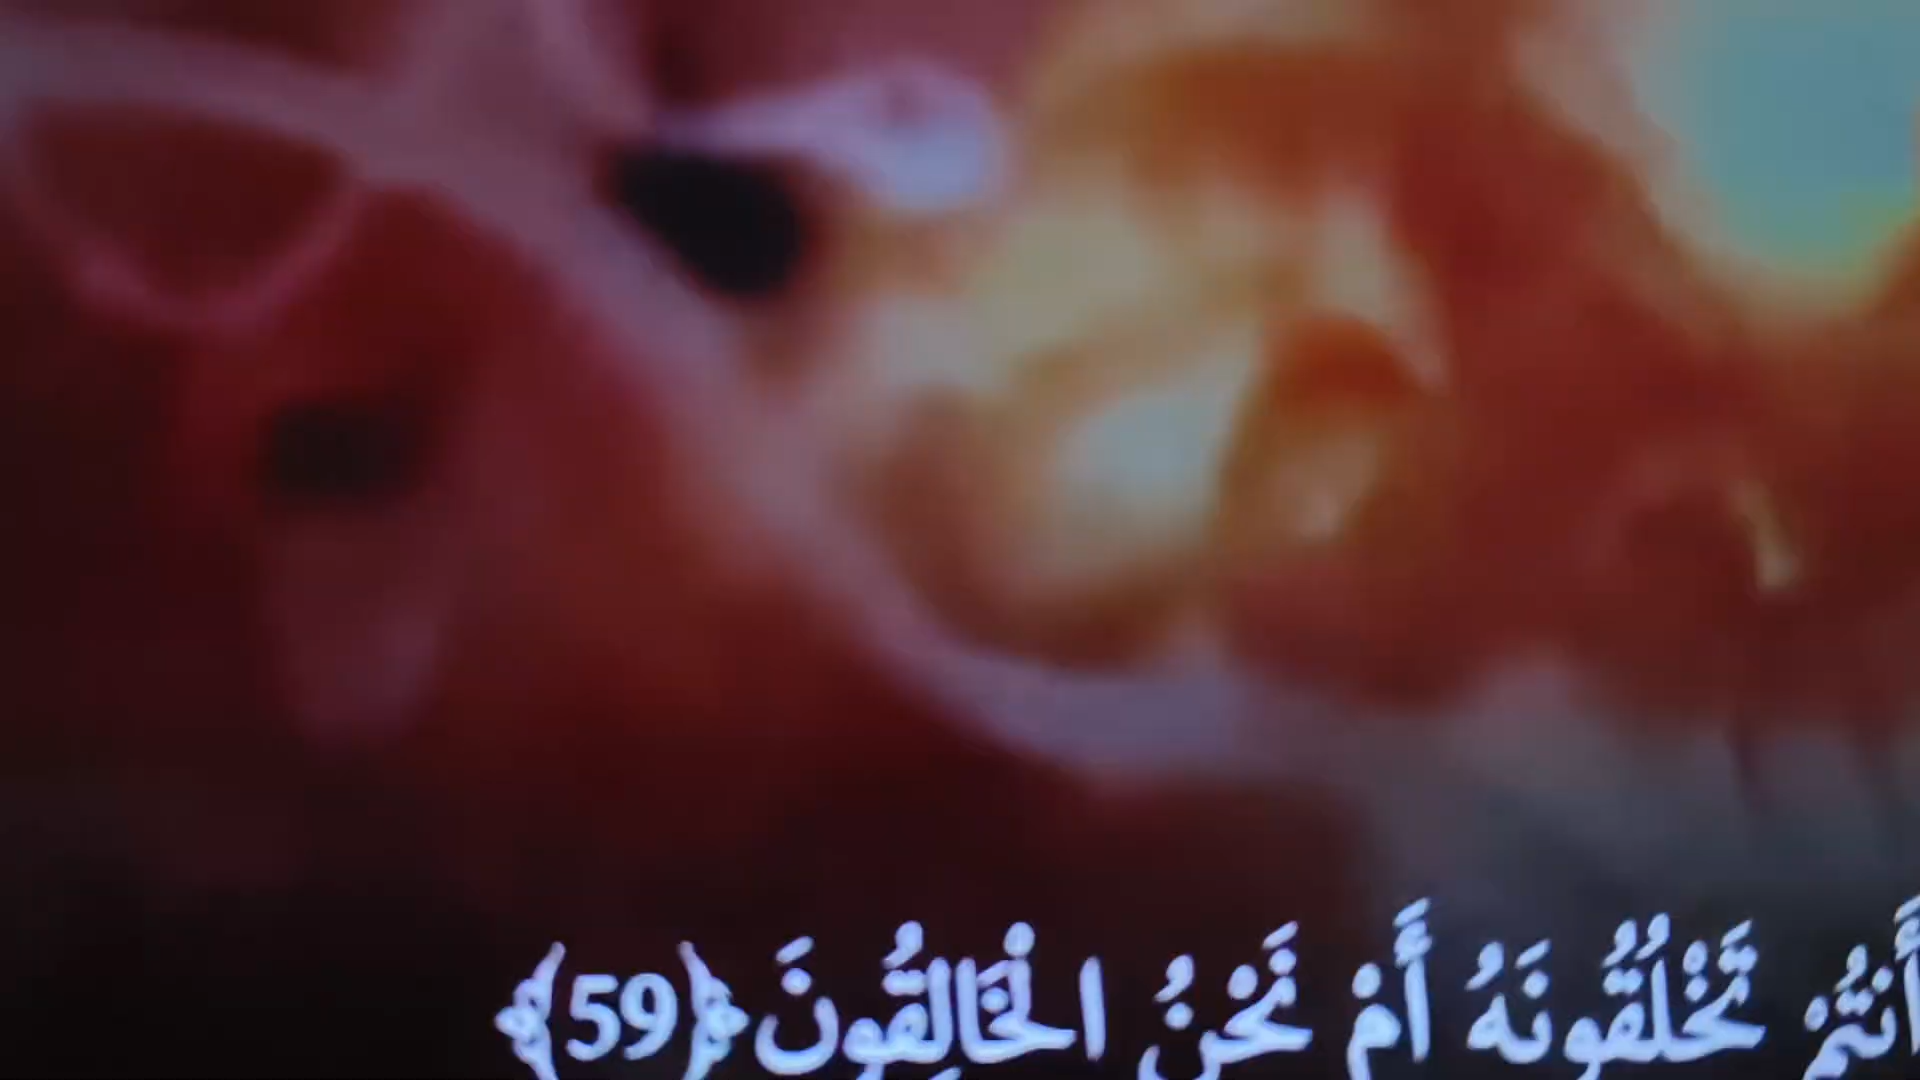 أَنتُمْ تَخْلُقُونَهُ أَمْ نَحْنُ الْخَالِقُونَ ﴿59﴾